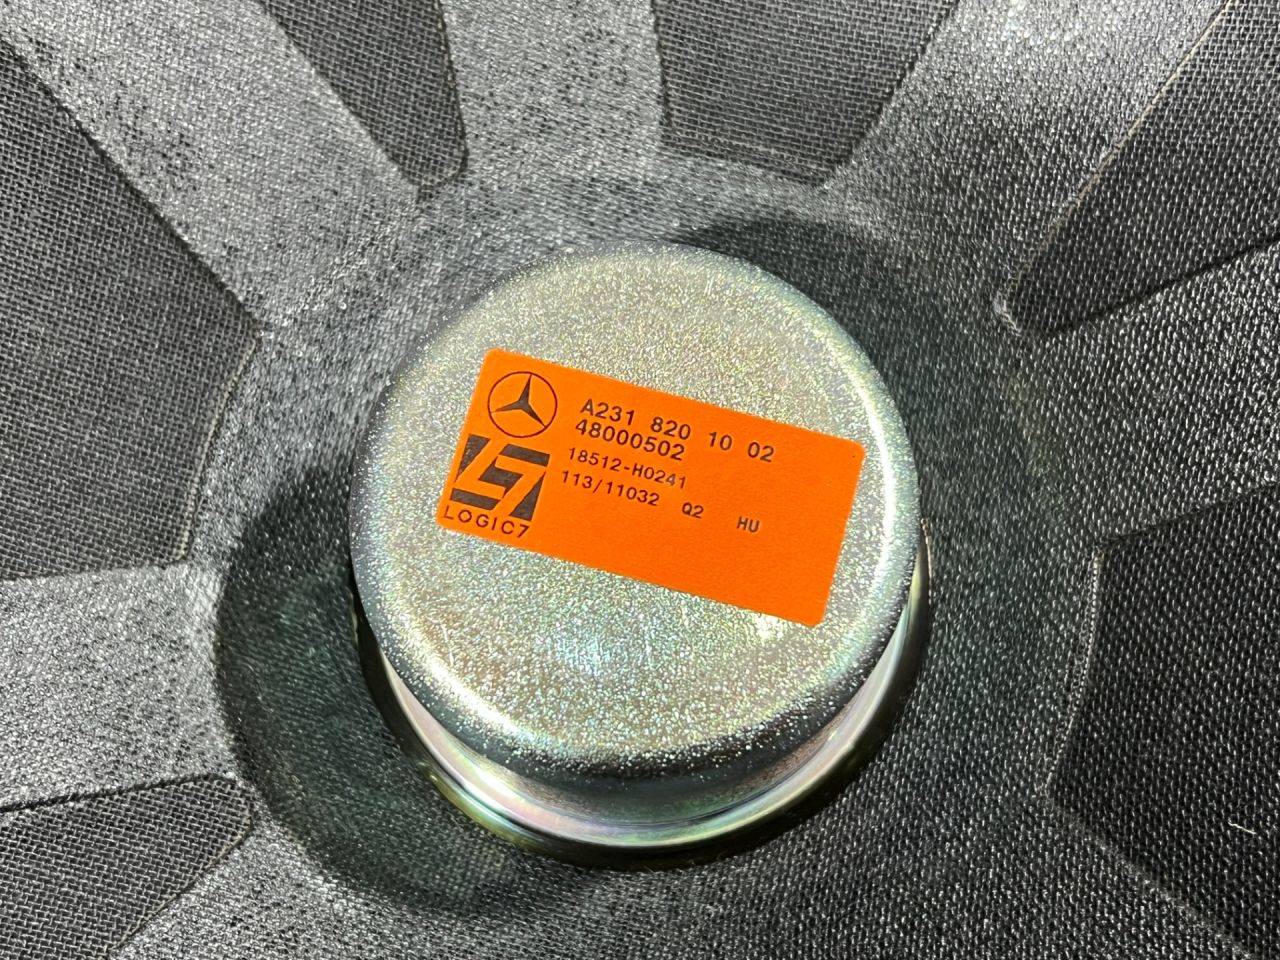 A231 820 10 02
48000502
18512-H0241
113/11032 Q2 HU
LOGIC7